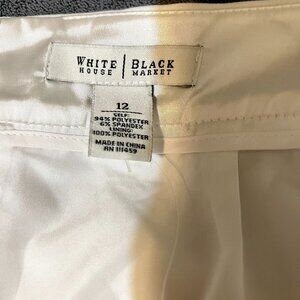 WHITE | BLACK
HOUSE | MARKET
12
SELF:
94% POLYESTER
6% SPANDEX
LINING:
100% POLYESTER
MADE IN CHINA
RN 111459